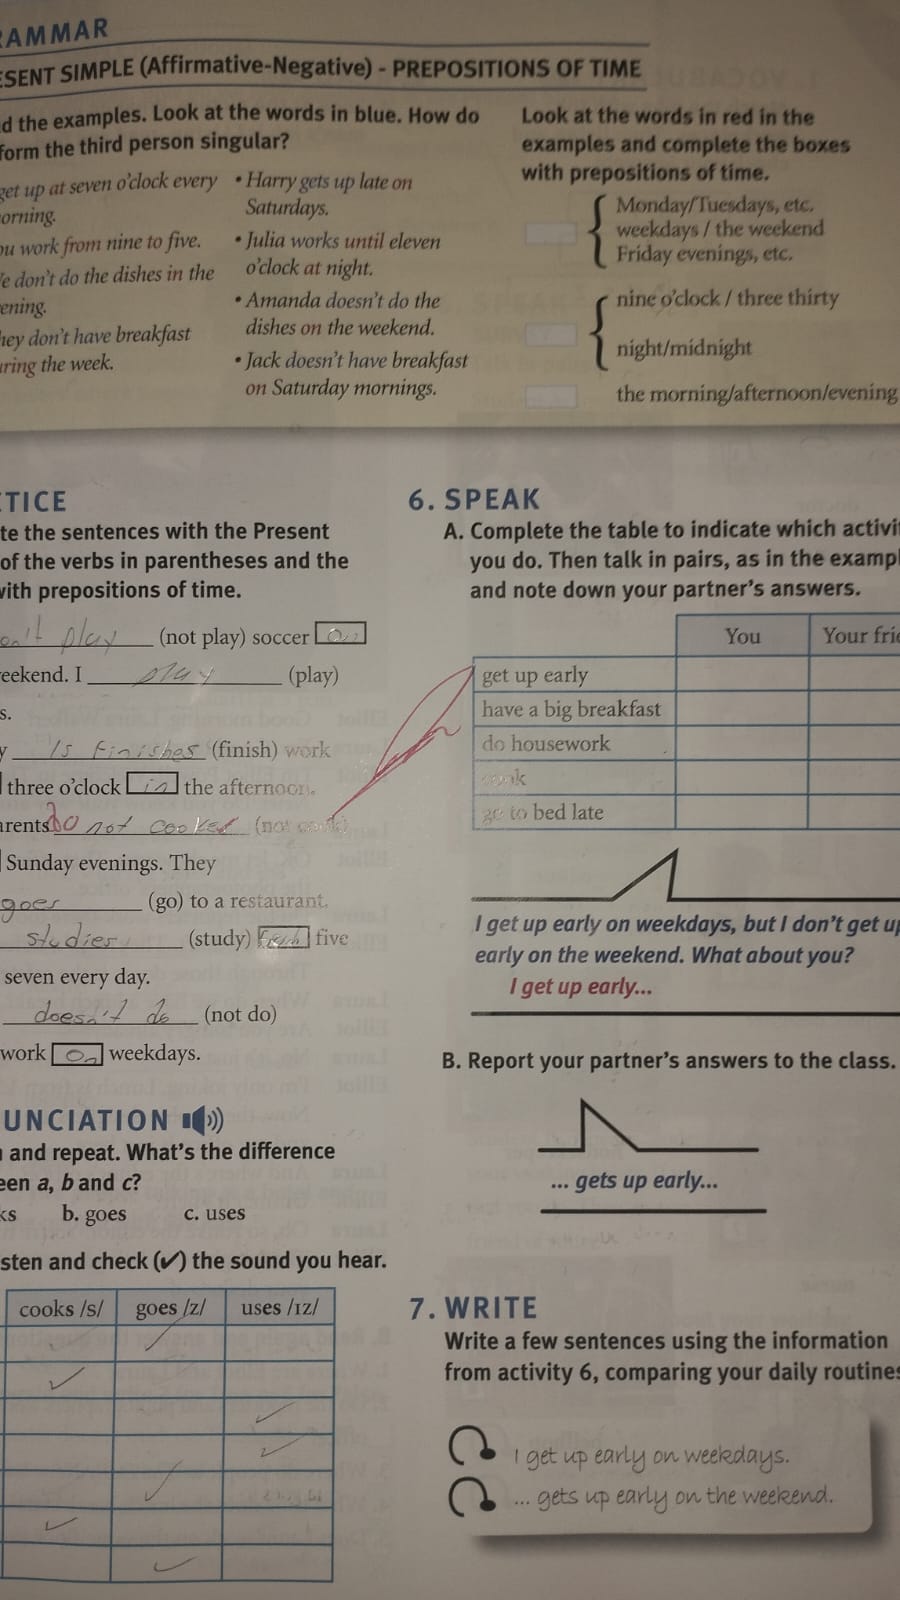 RAMMAR
ESENT SIMPLE (Affirmative-Negative) - PREPOSITIONS OF TIME
d the examples. Look at the words in blue. How do
form the third person singular?
get up at seven o'clock every
orning.
ou work from nine to five.
e don't do the dishes in the
ening.
hey don't have breakfast
uring the week.
• Harry gets up late on
Saturdays.
• Julia works until eleven
o'clock at night.
• Amanda doesn't do the
dishes on the weekend.
• Jack doesn't have breakfast
on Saturday mornings.
Look at the words in red in the
examples and complete the boxes
with prepositions of time.
Monday/Tuesdays, etc.
weekdays / the weekend
Friday evenings, etc.
nine o'clock / three thirty
night/midnight
the morning/afternoon/evening
TICE
te the sentences with the Present
of the verbs in parentheses and the
with prepositions of time.
on't play (not play) soccer on
eekend. I play (play)
s.
y Is finishes (finish) work
three o'clock in the afternoon.
arents do not cooked (not cook)
Sunday evenings. They
goes (go) to a restaurant.
studies (study) five
seven every day.
doesn't do (not do)
work on weekdays.
UNCIATION
n and repeat. What's the difference
een a, b and c?
ks b. goes c. uses
sten and check (✓) the sound you hear.
cooks /s/ goes /z/ uses /ɪz/
6. SPEAK
A. Complete the table to indicate which activi
you do. Then talk in pairs, as in the exampl
and note down your partner's answers.
You Your frie
get up early
have a big breakfast
do housework
cook
go to bed late
I get up early on weekdays, but I don't get up
early on the weekend. What about you?
I get up early...
B. Report your partner's answers to the class.
... gets up early...
7. WRITE
Write a few sentences using the information
from activity 6, comparing your daily routines
I get up early on weekdays.
... gets up early on the weekend.